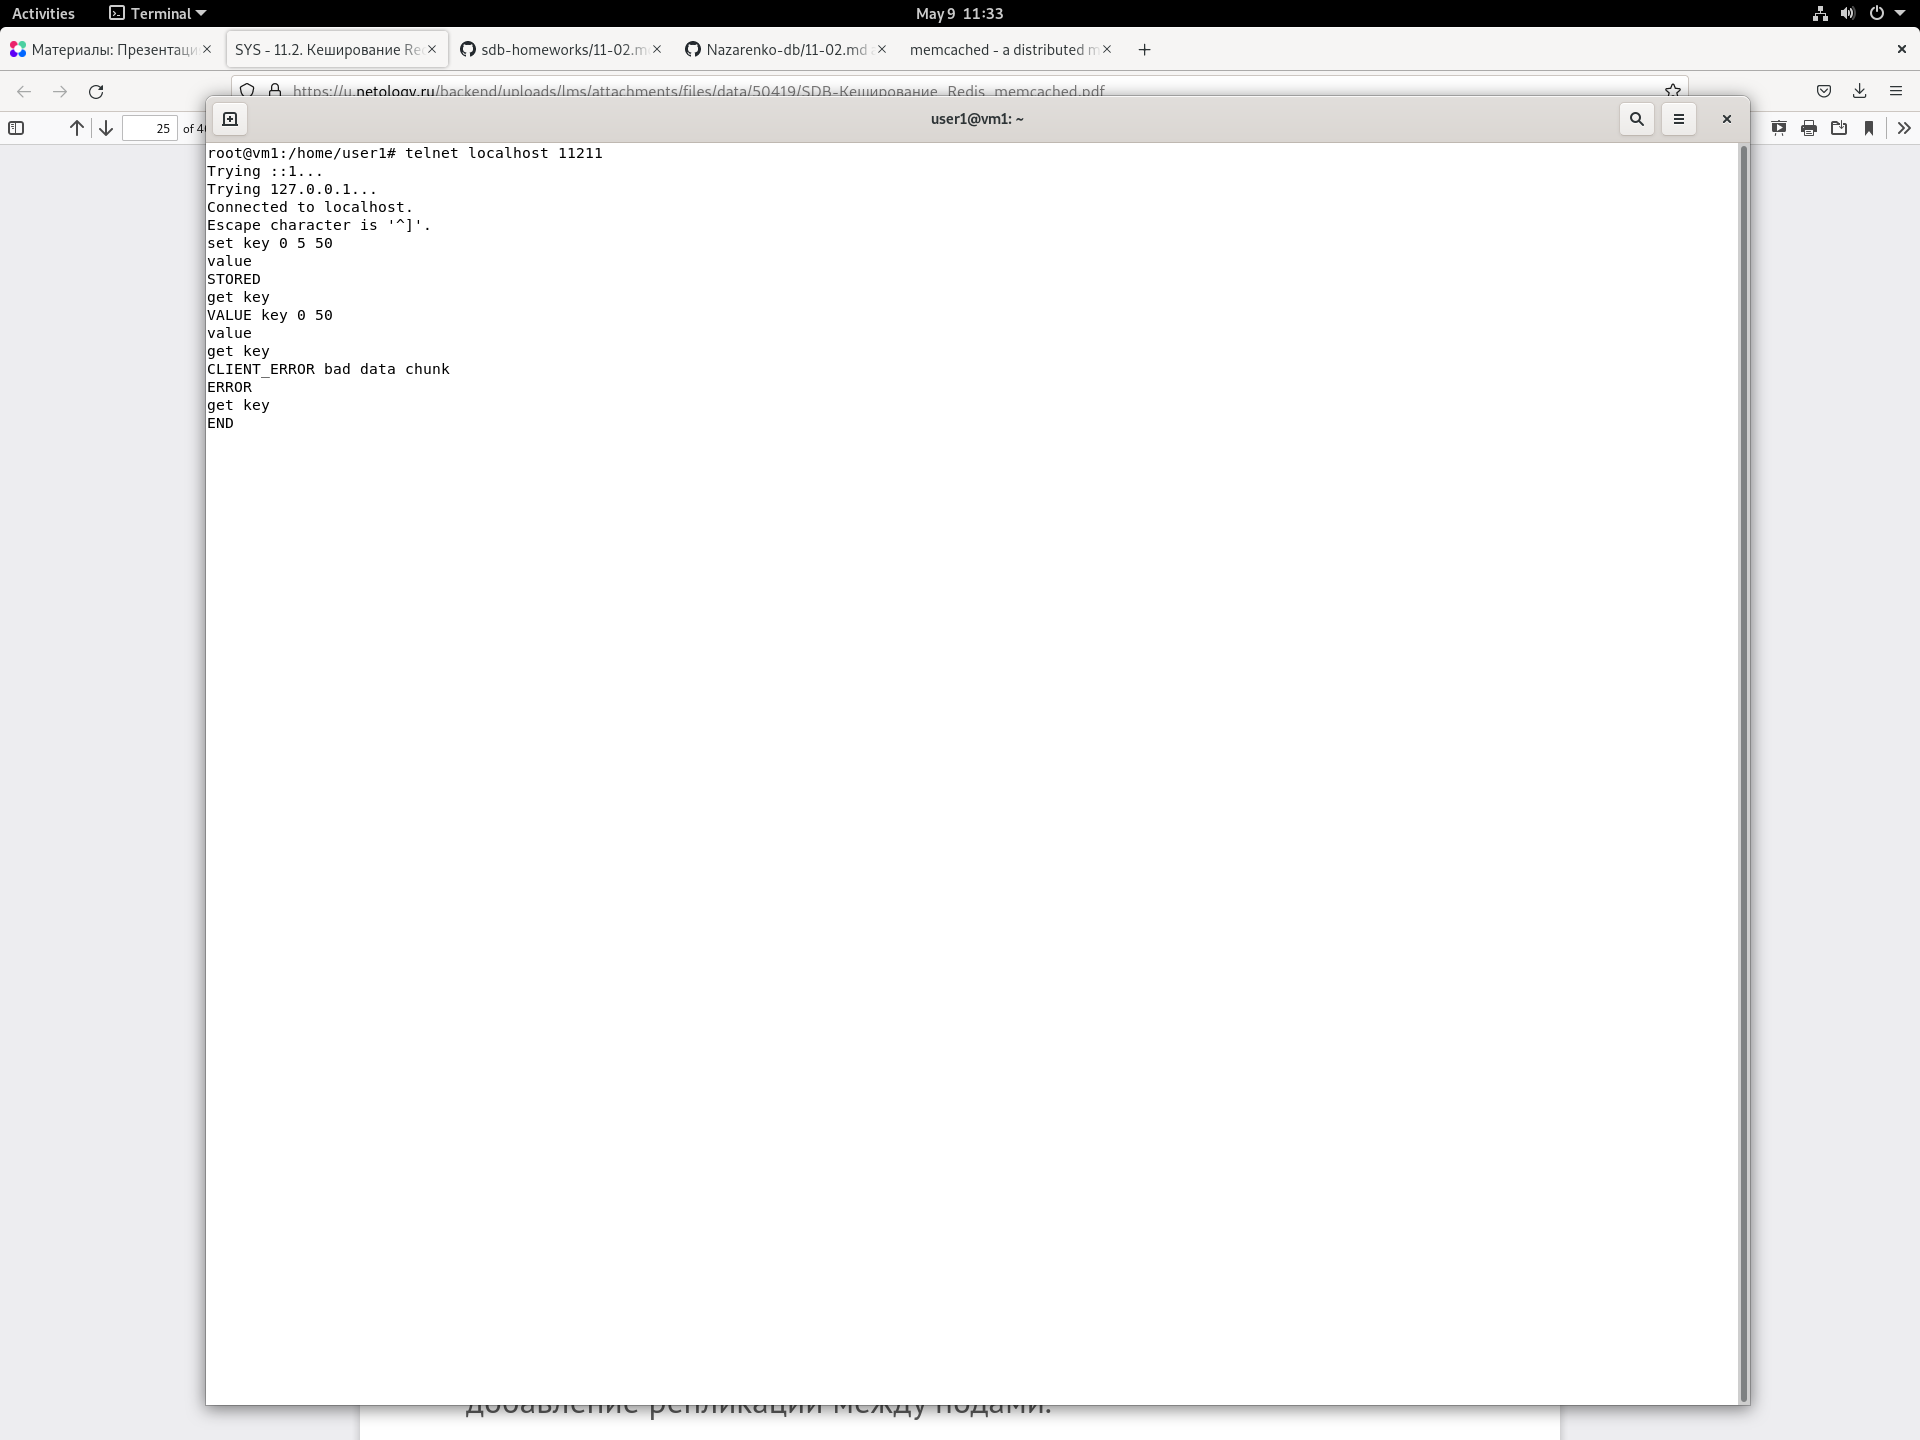 Activities Terminal May 9 11:33
Материалы: Презентаци SYS - 11.2. Кеширование Re sdb-homeworks/11-02.m Nazarenko-db/11-02.md memcached - a distributed m
https://u.netology.ru/backend/uploads/lms/attachments/files/data/50419/SDB-Кеширование_Redis_memcached.pdf
25 of 4
user1@vm1: ~
root@vm1:/home/user1# telnet localhost 11211
Trying ::1...
Trying 127.0.0.1...
Connected to localhost.
Escape character is '^]'.
set key 0 5 50
value
STORED
get key
VALUE key 0 50
value
get key
CLIENT_ERROR bad data chunk
ERROR
get key
END
добавление репликации между нодами.